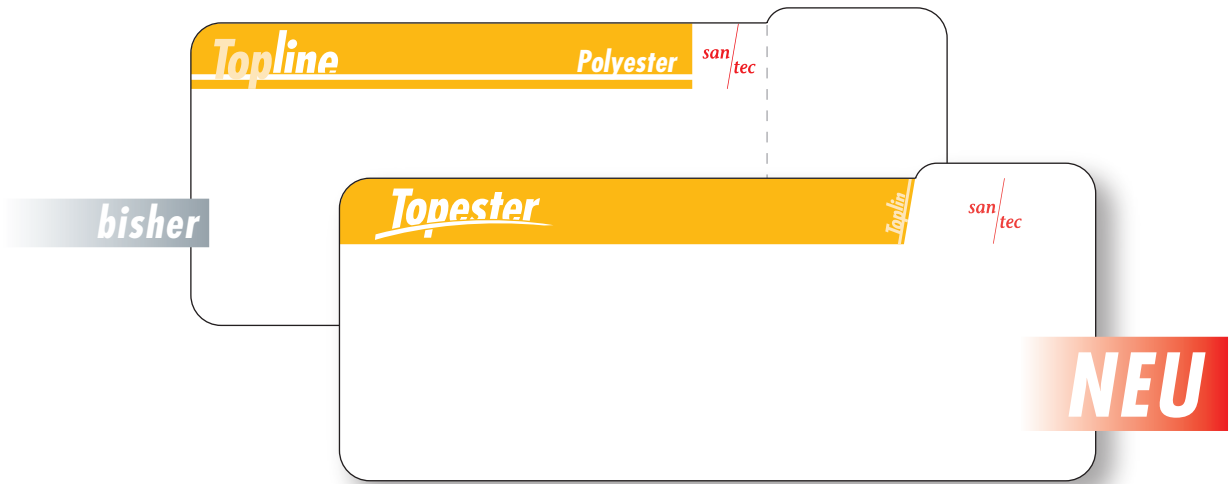 Topline
Polyester
san
tec
bisher
Topester
Toplin
san
tec
NEU